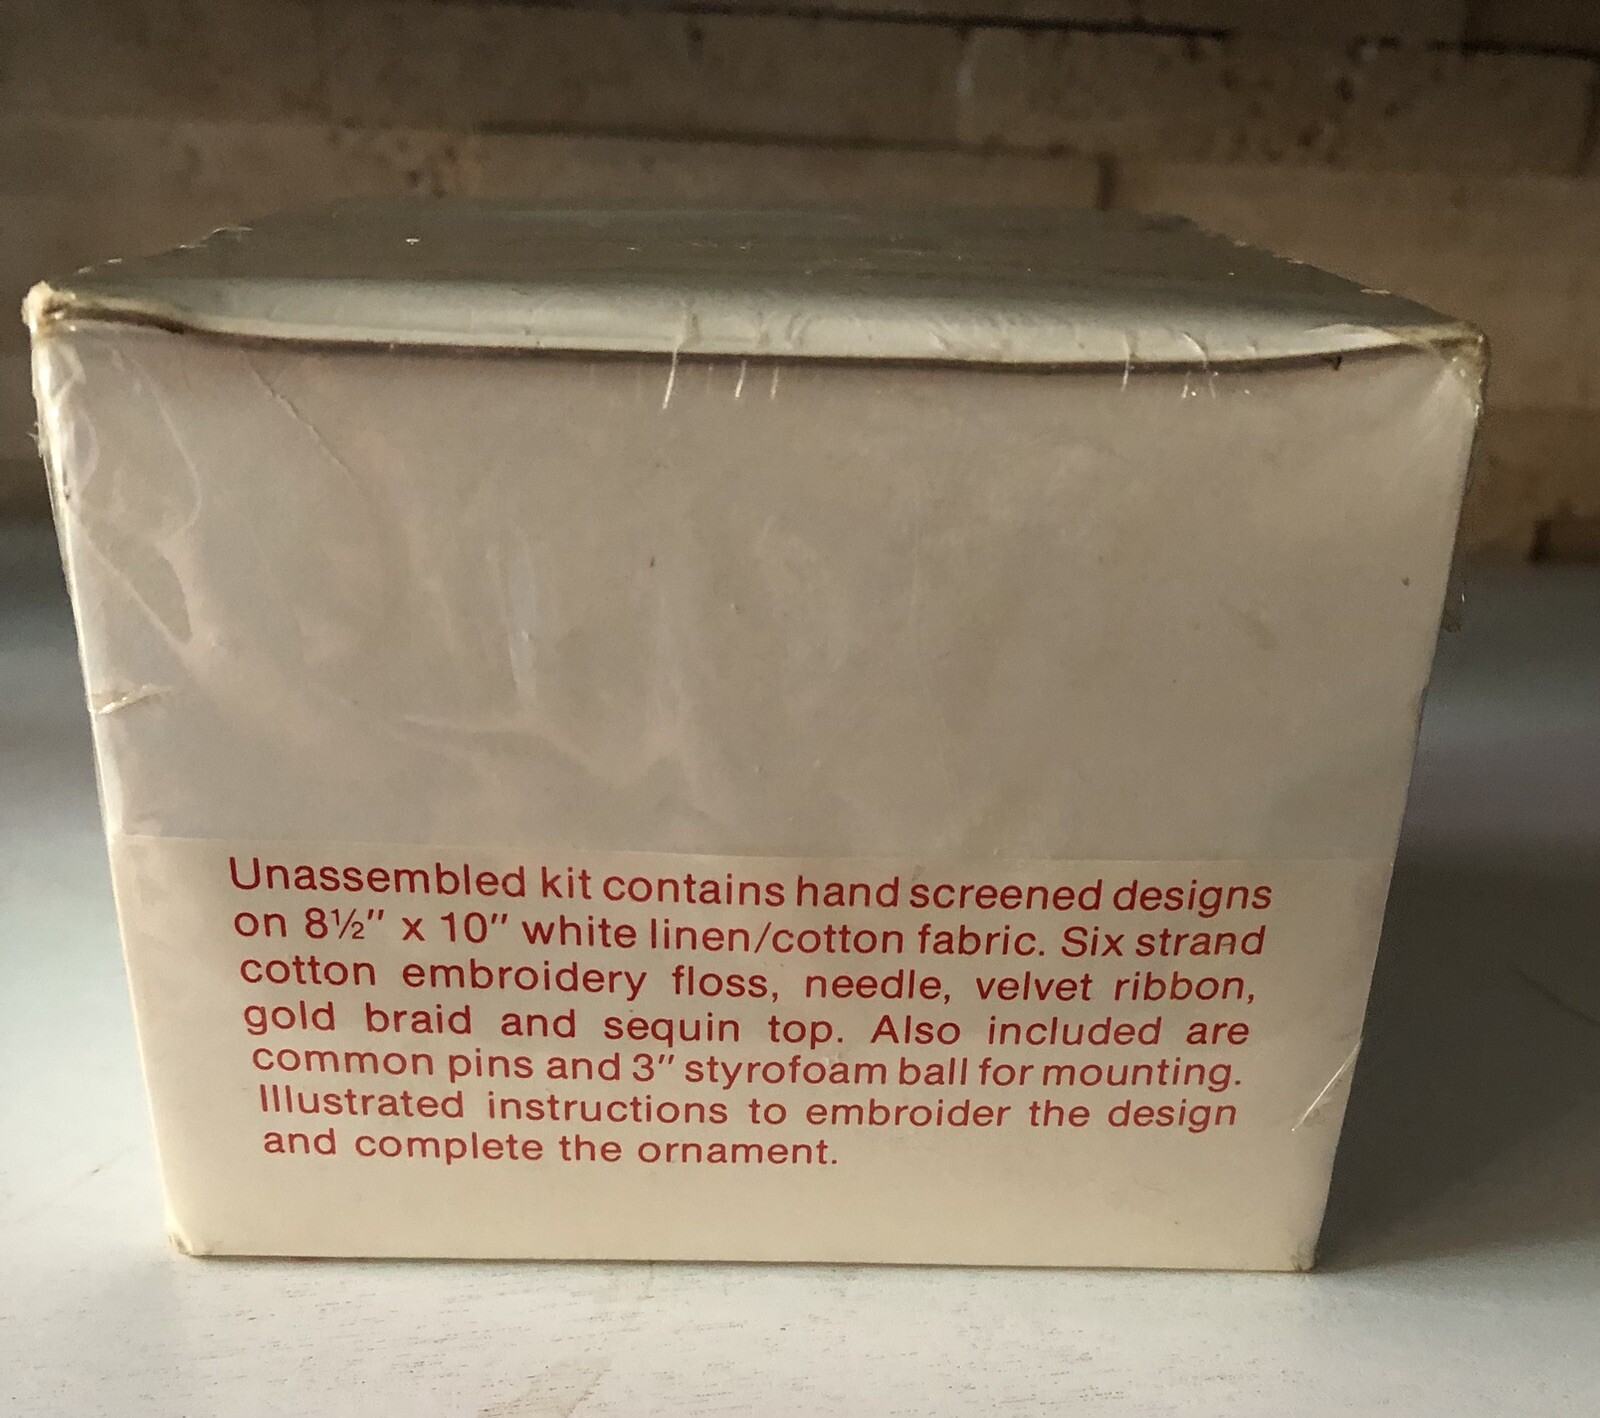 Unassembled kit contains hand screened designs
on 8½" x 10" white linen/cotton fabric. Six strand
cotton embroidery floss, needle, velvet ribbon,
gold braid and sequin top. Also included are
common pins and 3" styrofoam ball for mounting.
Illustrated instructions to embroider the design
and complete the ornament.